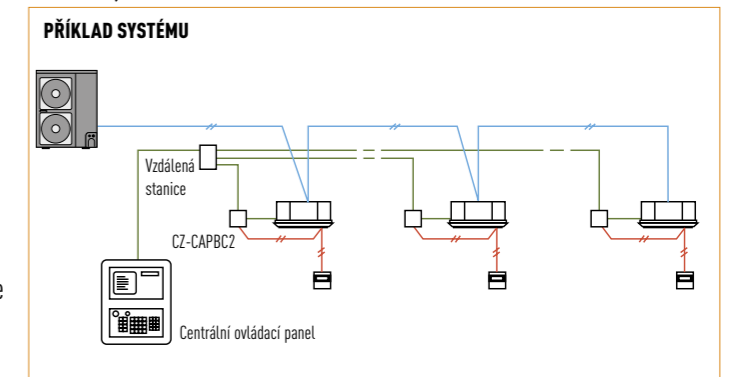 PŘÍKLAD SYSTÉMU
Vzdálená
stanice
CZ-CAPBC2
Centrální ovládací panel
e